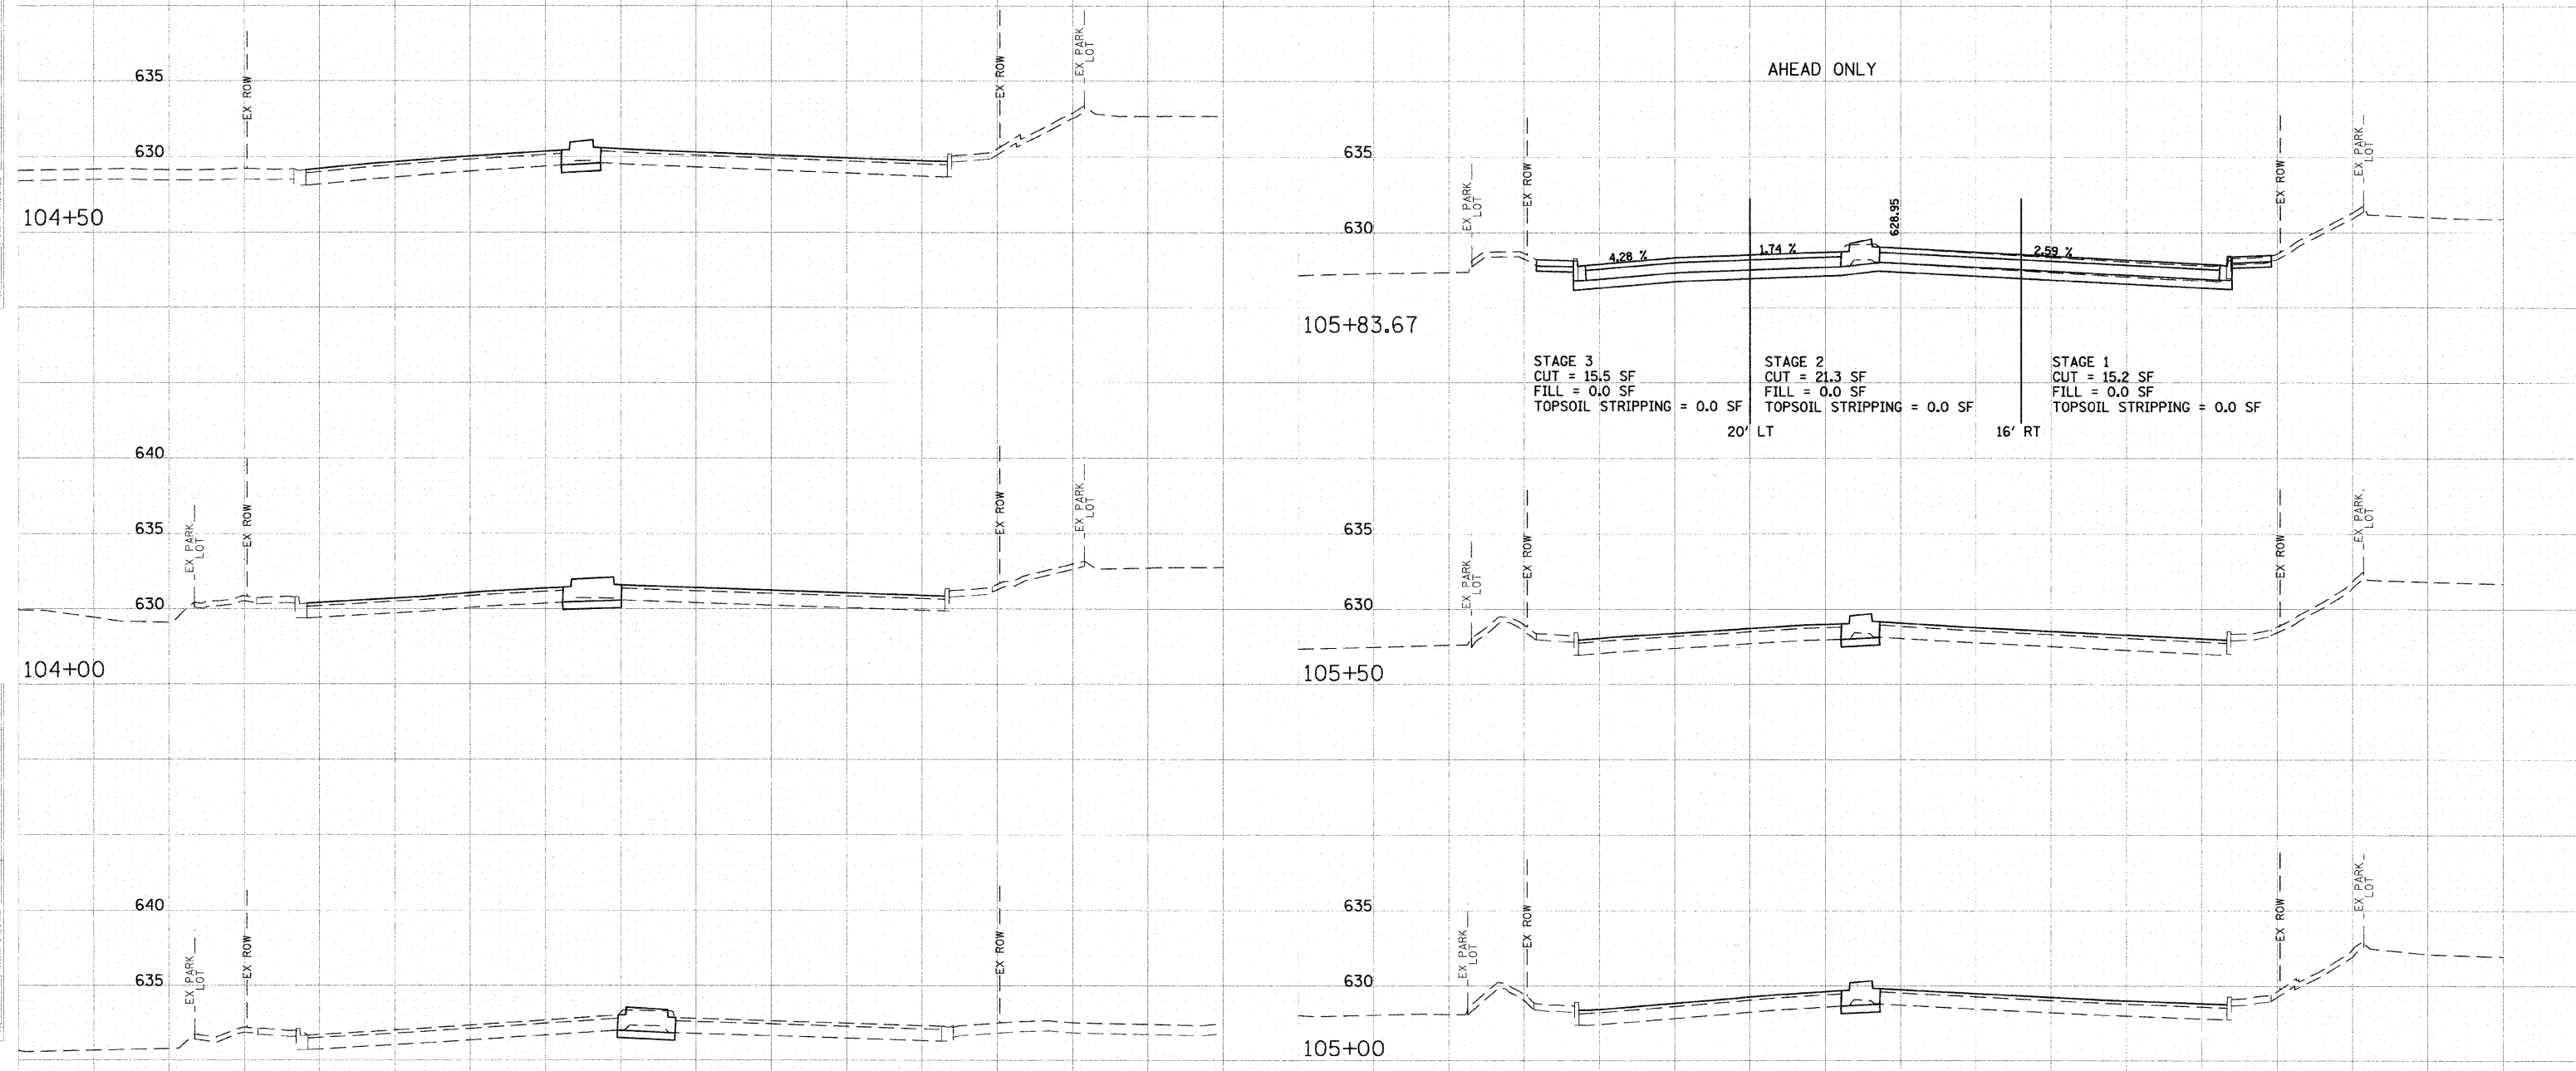 635
EX ROW
EX ROW
EX PARK
LOT
630
104+50
640
EX PARK
LOT
EX ROW
EX ROW
EX PARK
LOT
635
630
104+00
640
EX PARK
LOT
EX ROW
EX ROW
635
AHEAD ONLY
635
EX PARK
LOT
EX ROW
EX ROW
EX PARK
LOT
630
628.95
4.28 %
1.74 %
2.59 %
105+83.67
STAGE 3
CUT = 15.5 SF
FILL = 0.0 SF
TOPSOIL STRIPPING = 0.0 SF
STAGE 2
CUT = 21.3 SF
FILL = 0.0 SF
TOPSOIL STRIPPING = 0.0 SF
STAGE 1
CUT = 15.2 SF
FILL = 0.0 SF
TOPSOIL STRIPPING = 0.0 SF
20' LT
16' RT
635
EX PARK
LOT
EX ROW
EX ROW
EX PARK
LOT
630
105+50
635
EX PARK
LOT
EX ROW
EX ROW
EX PARK
LOT
630
105+00